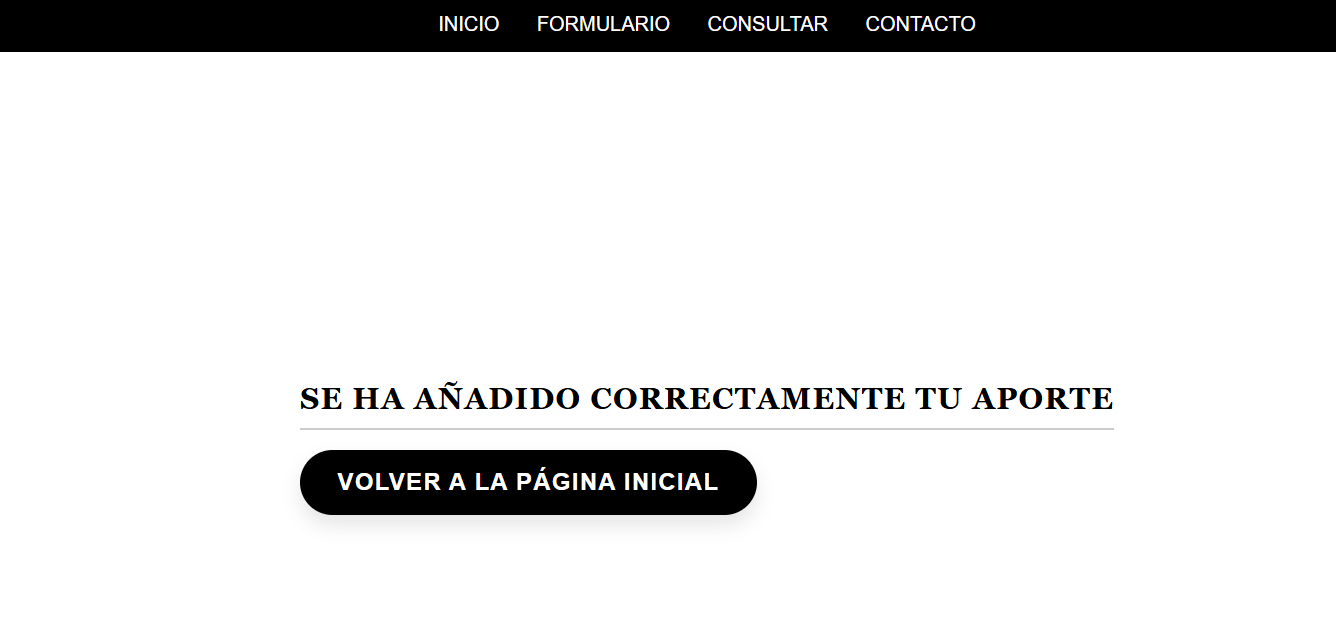 INICIO FORMULARIO CONSULTAR CONTACTO
SE HA AÑADIDO CORRECTAMENTE TU APORTE
VOLVER A LA PÁGINA INICIAL